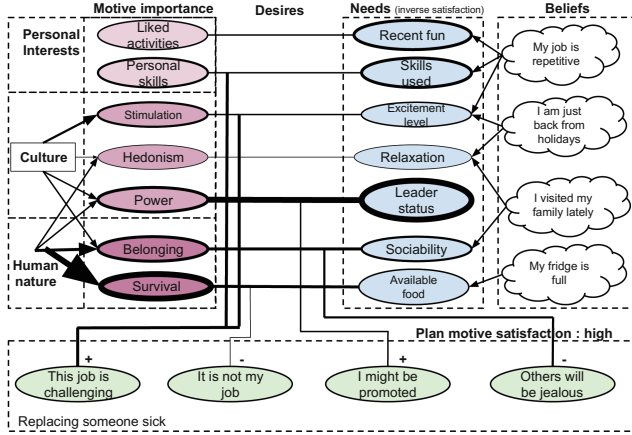 Motive importance Desires Needs (inverse satisfaction) Beliefs
Personal
Interests
Liked
activities
Recent fun
My job is
repetitive
Personal
skills
Skills
used
Stimulation
Excitement
level
I am just
back from
holidays
Culture
Hedonism
Relaxation
Power
Leader
status
I visited my
family lately
Belonging
Sociability
Human
nature
Survival
Available
food
My fridge is
full
Plan motive satisfaction : high
+ - + -
This job is
challenging
It is not my
job
I might be
promoted
Others will
be jealous
Replacing someone sick